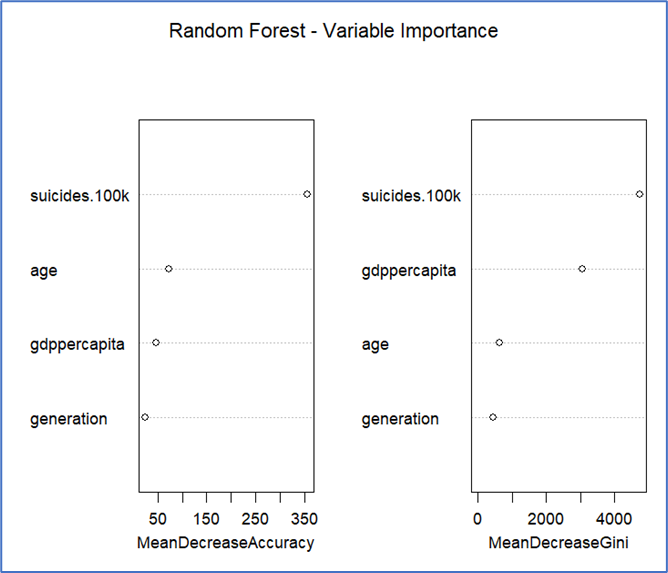 Random Forest - Variable Importance
suicides.100k
age
gdppercapita
generation
50 150 250 350
MeanDecreaseAccuracy
suicides.100k
gdppercapita
age
generation
0 2000 4000
MeanDecreaseGini